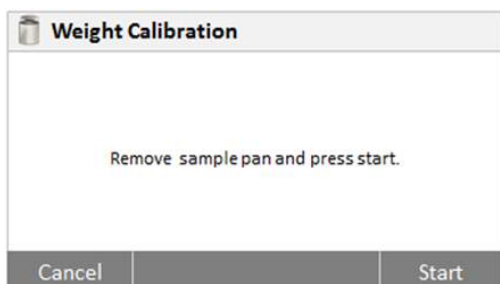 Weight Calibration
Remove sample pan and press start.
Cancel
Start